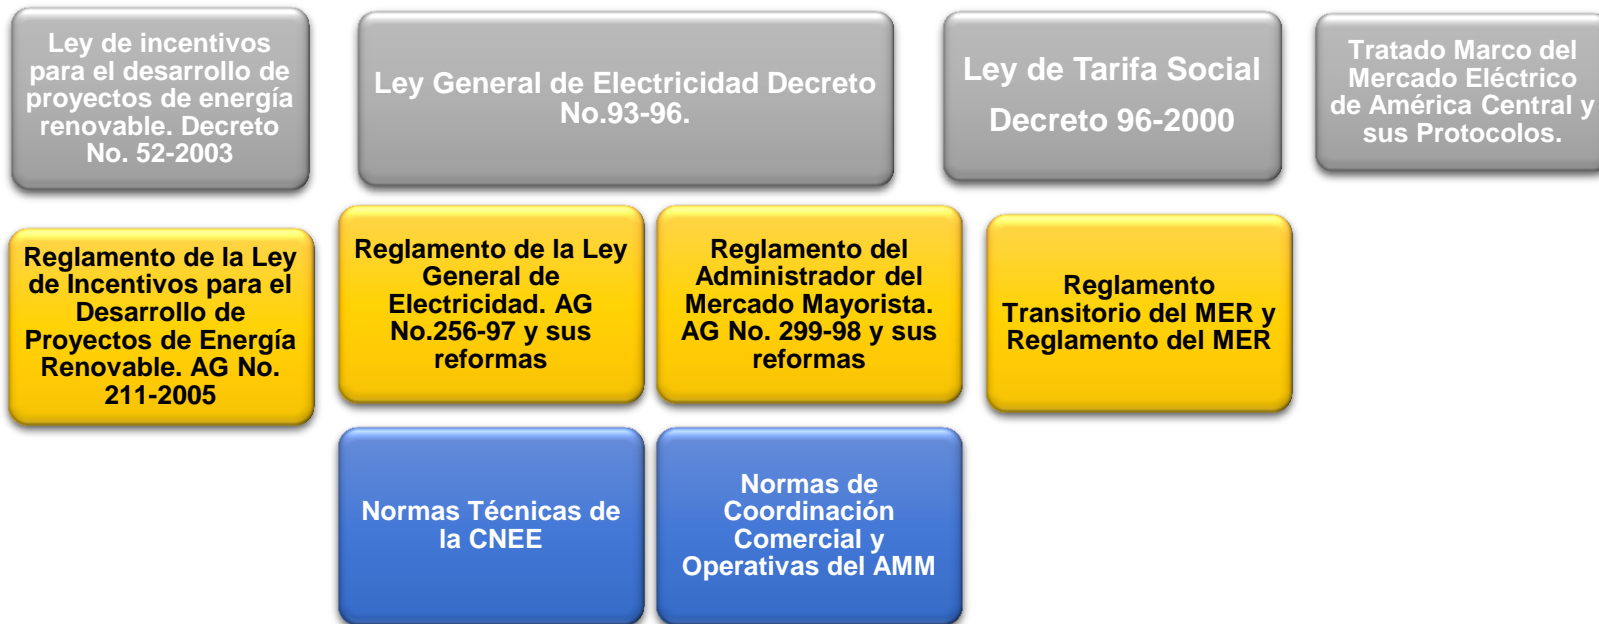 Ley de incentivos
para el desarrollo de
proyectos de energía
renovable. Decreto
No. 52-2003
Ley General de Electricidad Decreto
No.93-96.
Ley de Tarifa Social
Decreto 96-2000
Tratado Marco del
Mercado Eléctrico
de América Central y
sus Protocolos.
Reglamento de la Ley
de Incentivos para el
Desarrollo de
Proyectos de Energía
Renovable. AG No.
211-2005
Reglamento de la Ley
General de
Electricidad. AG
No.256-97 y sus
reformas
Reglamento del
Administrador del
Mercado Mayorista.
AG No. 299-98 y sus
reformas
Reglamento
Transitorio del MER y
Reglamento del MER
Normas Técnicas de
la CNEE
Normas de
Coordinación
Comercial y
Operativas del AMM